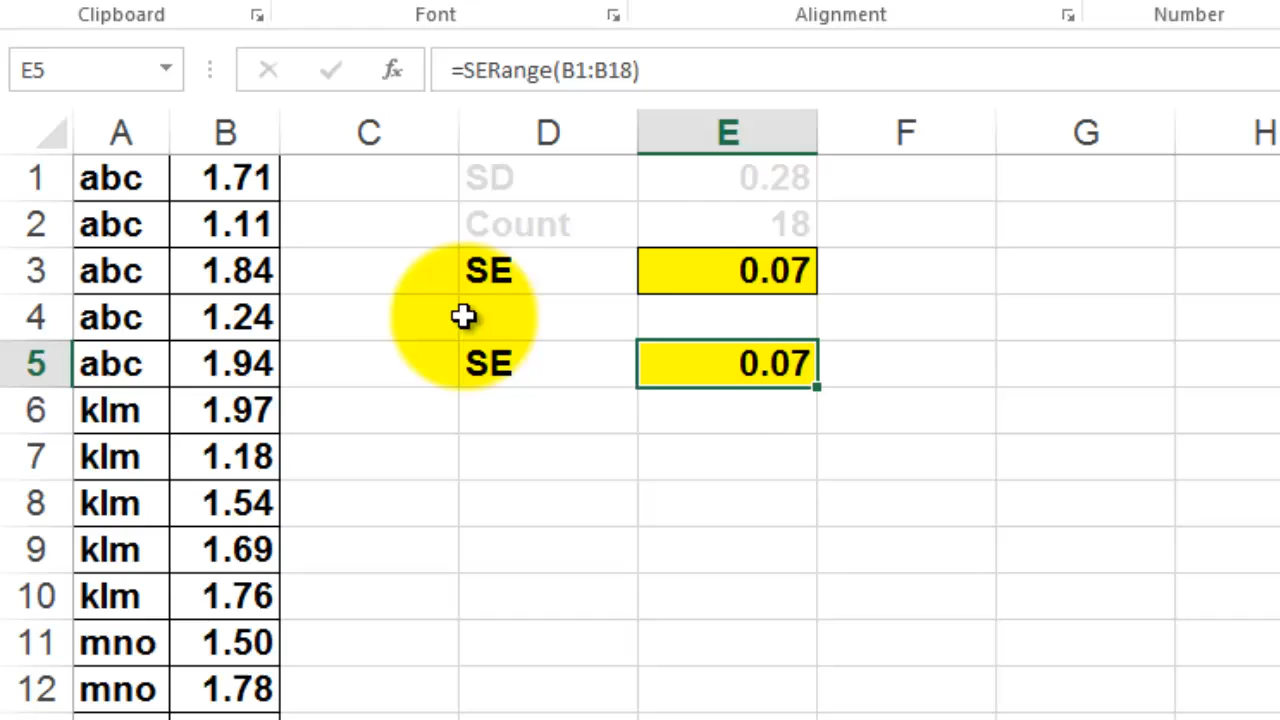 Clipboard Font Alignment Number
E5 fx =SERange(B1:B18)
A B C D E F G H
1 abc 1.71 SD 0.28
2 abc 1.11 Count 18
3 abc 1.84 SE 0.07
4 abc 1.24
5 abc 1.94 SE 0.07
6 klm 1.97
7 klm 1.18
8 klm 1.54
9 klm 1.69
10 klm 1.76
11 mno 1.50
12 mno 1.78